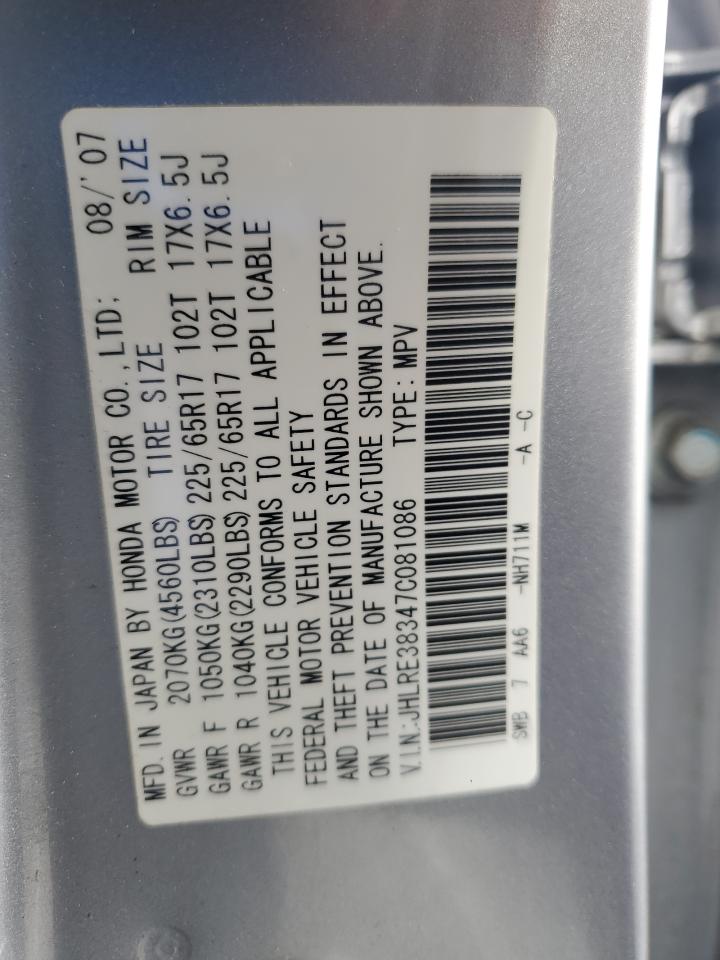 MFD. IN JAPAN BY HONDA MOTOR CO., LTD; 08/'07
GVWR 2070KG(4560LBS) TIRE SIZE RIM SIZE
GAWR F 1050KG(2310LBS) 225/65R17 102T 17X6.5J
GAWR R 1040KG(2290LBS) 225/65R17 102T 17X6.5J
THIS VEHICLE CONFORMS TO ALL APPLICABLE
FEDERAL MOTOR VEHICLE SAFETY
AND THEFT PREVENTION STANDARDS IN EFFECT
ON THE DATE OF MANUFACTURE SHOWN ABOVE.
V.I.N.:JHLRE38347C081086 TYPE:MPV
SWB 7 AA6 -NH711M -A -C